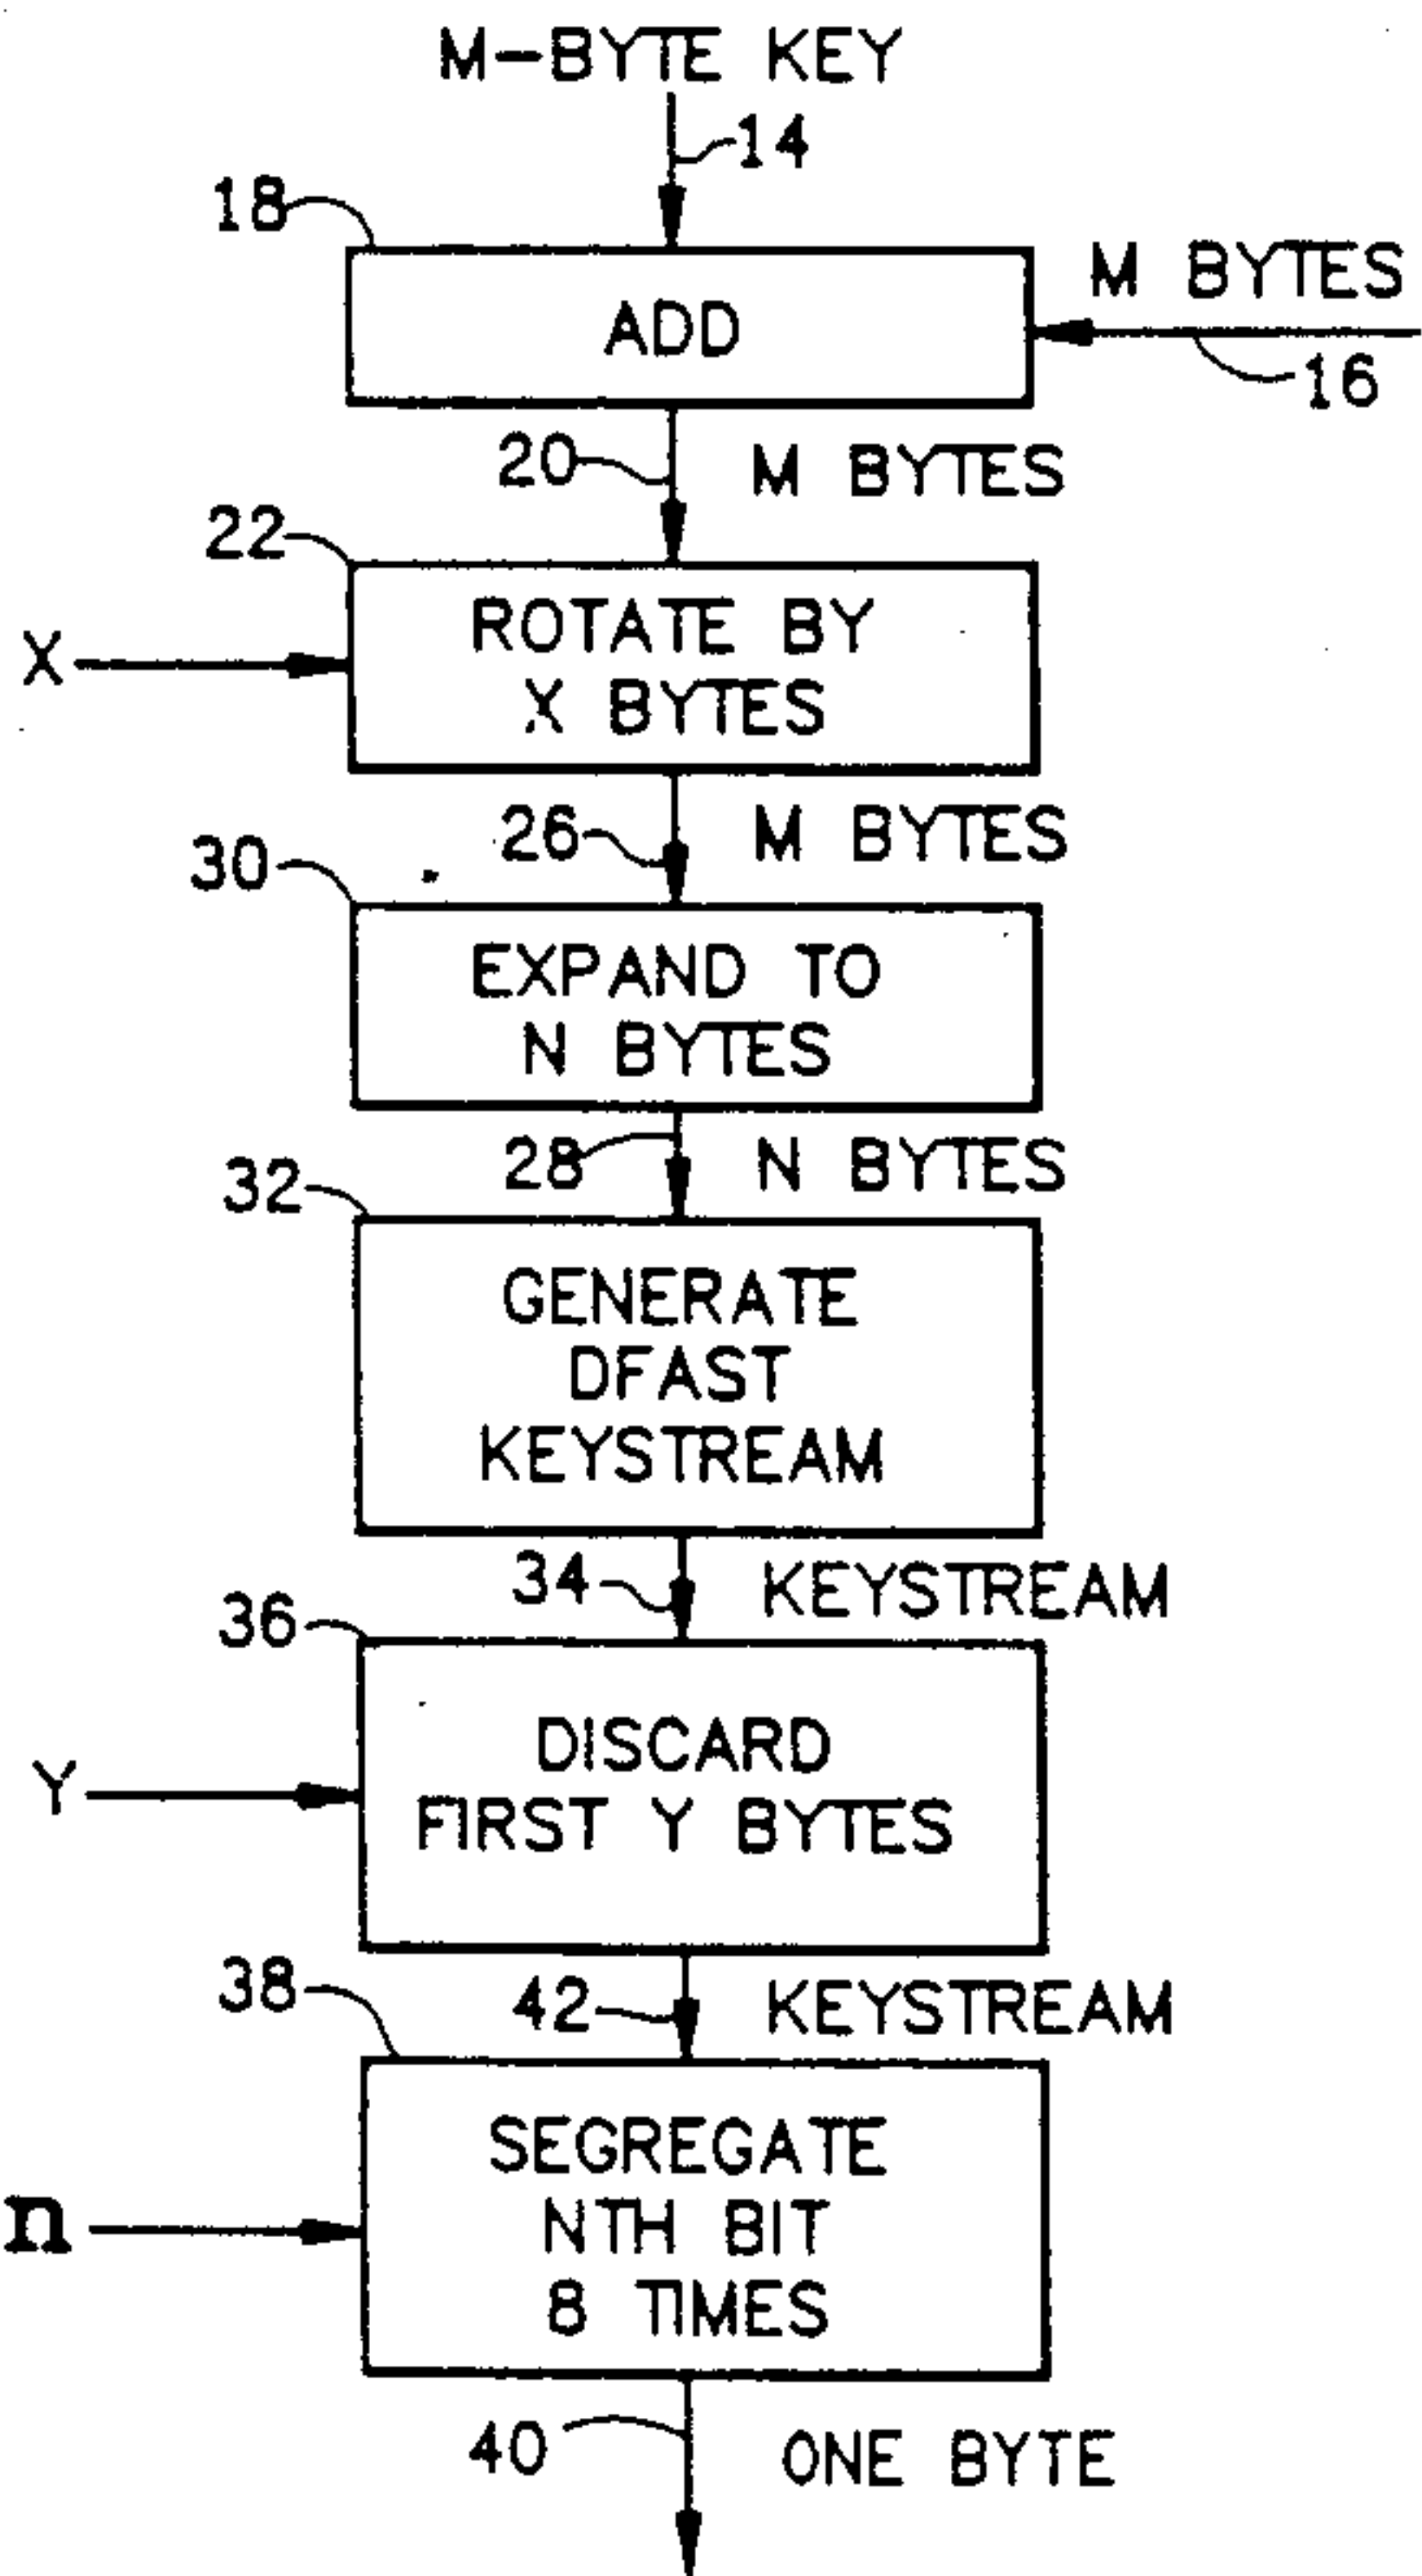 M-BYTE KEY
14
18
M BYTES
ADD
16
20 M BYTES
22
ROTATE BY
X
X BYTES
26 M BYTES
30
EXPAND TO
N BYTES
28 N BYTES
32
GENERATE
DFAST
KEYSTREAM
34 KEYSTREAM
36
DISCARD
Y
FIRST Y BYTES
38
42 KEYSTREAM
SEGREGATE
n
NTH BIT
8 TIMES
40 ONE BYTE